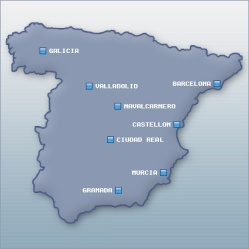 GALICIA
BARCELONA
VALLADOLID
NAVALCARNERO
CASTELLON
CIUDAD REAL
MURCIA
GRANADA